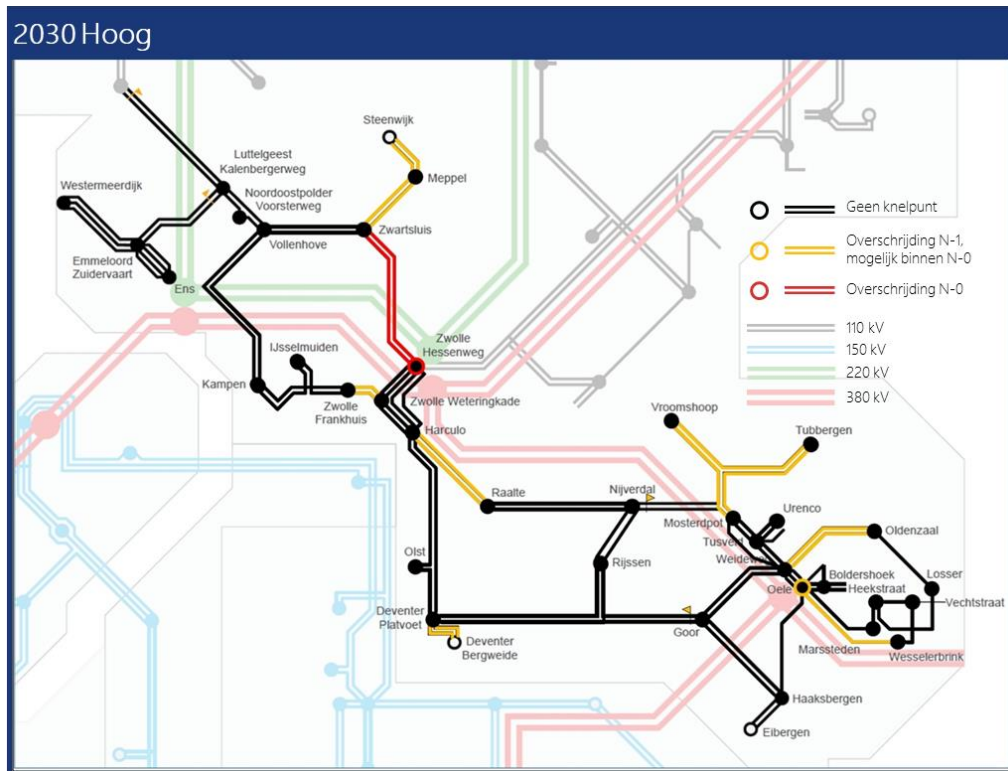 2030 Hoog
Steenwijk
Luttelgeest
Kalenbergerweg
Meppel
Westermeerdijk
Noordoostpolder
Voorsterweg
Zwartsluis
Vollenhove
Emmeloord
Zuidervaart
Ens
Geen knelpunt
Overschrijding N-1,
mogelijk binnen N-0
Overschrijding N-0
110 kV
150 kV
220 kV
380 kV
Zwolle
Hessenweg
IJsselmuiden
Kampen
Zwolle
Frankhuis
Zwolle Weteringkade
Harculo
Vroomshoop
Tubbergen
Raalte
Nijverdal
Mosterdpot
Urenco
Tusveld
Oldenzaal
Weidewal
Olst
Rijssen
Oele
Boldershoek
Heekstraat
Losser
Vechtstraat
Deventer
Platvoet
Goor
Deventer
Bergweide
Marssteden
Wesselerbrink
Haaksbergen
Eibergen